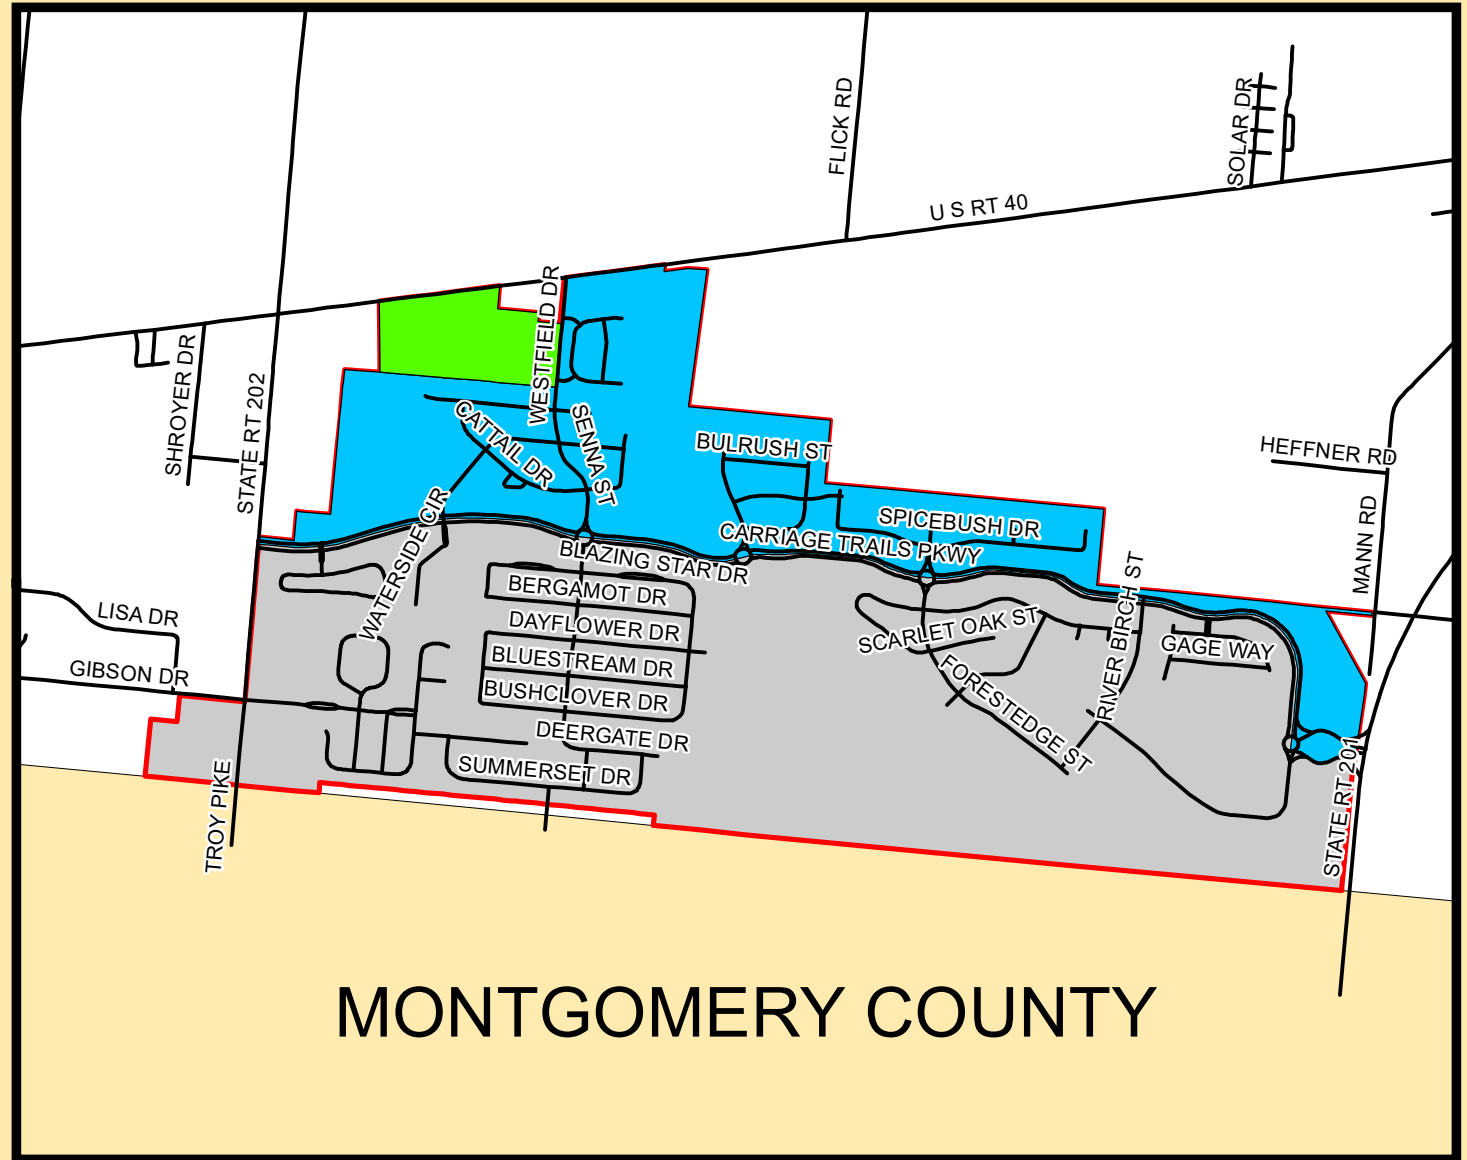 FLICK RD
SOLAR DR
U S RT 40
WESTFIELD DR
SHROYER DR
STATE RT 202
CATTAIL DR
SENNA ST
BULRUSH ST
HEFFNER RD
MANN RD
WATERSIDE CIR
SPICEBUSH DR
CARRIAGE TRAILS PKWY
BLAZING STAR DR
BERGAMOT DR
LISA DR
DAYFLOWER DR
SCARLET OAK ST
RIVER BIRCH ST
GAGE WAY
GIBSON DR
BLUESTREAM DR
BUSHCLOVER DR
FORESTEDGE ST
DEERGATE DR
SUMMERSET DR
TROY PIKE
STATE RT 201
MONTGOMERY COUNTY